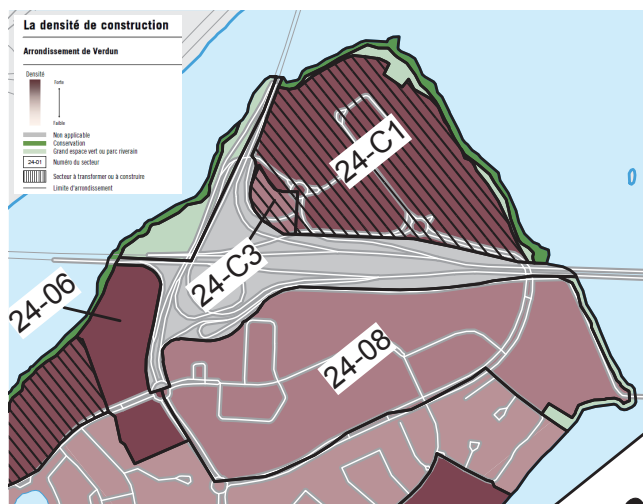 La densité de construction
Arrondissement de Verdun
Densité
Forte
Faible
Non applicable
Conservation
Grand espace vert ou parc riverain
24-01 Numéro du secteur
Secteur à transformer ou à construire
Limite d'arrondissement
24-C1
24-C3
24-06
24-08